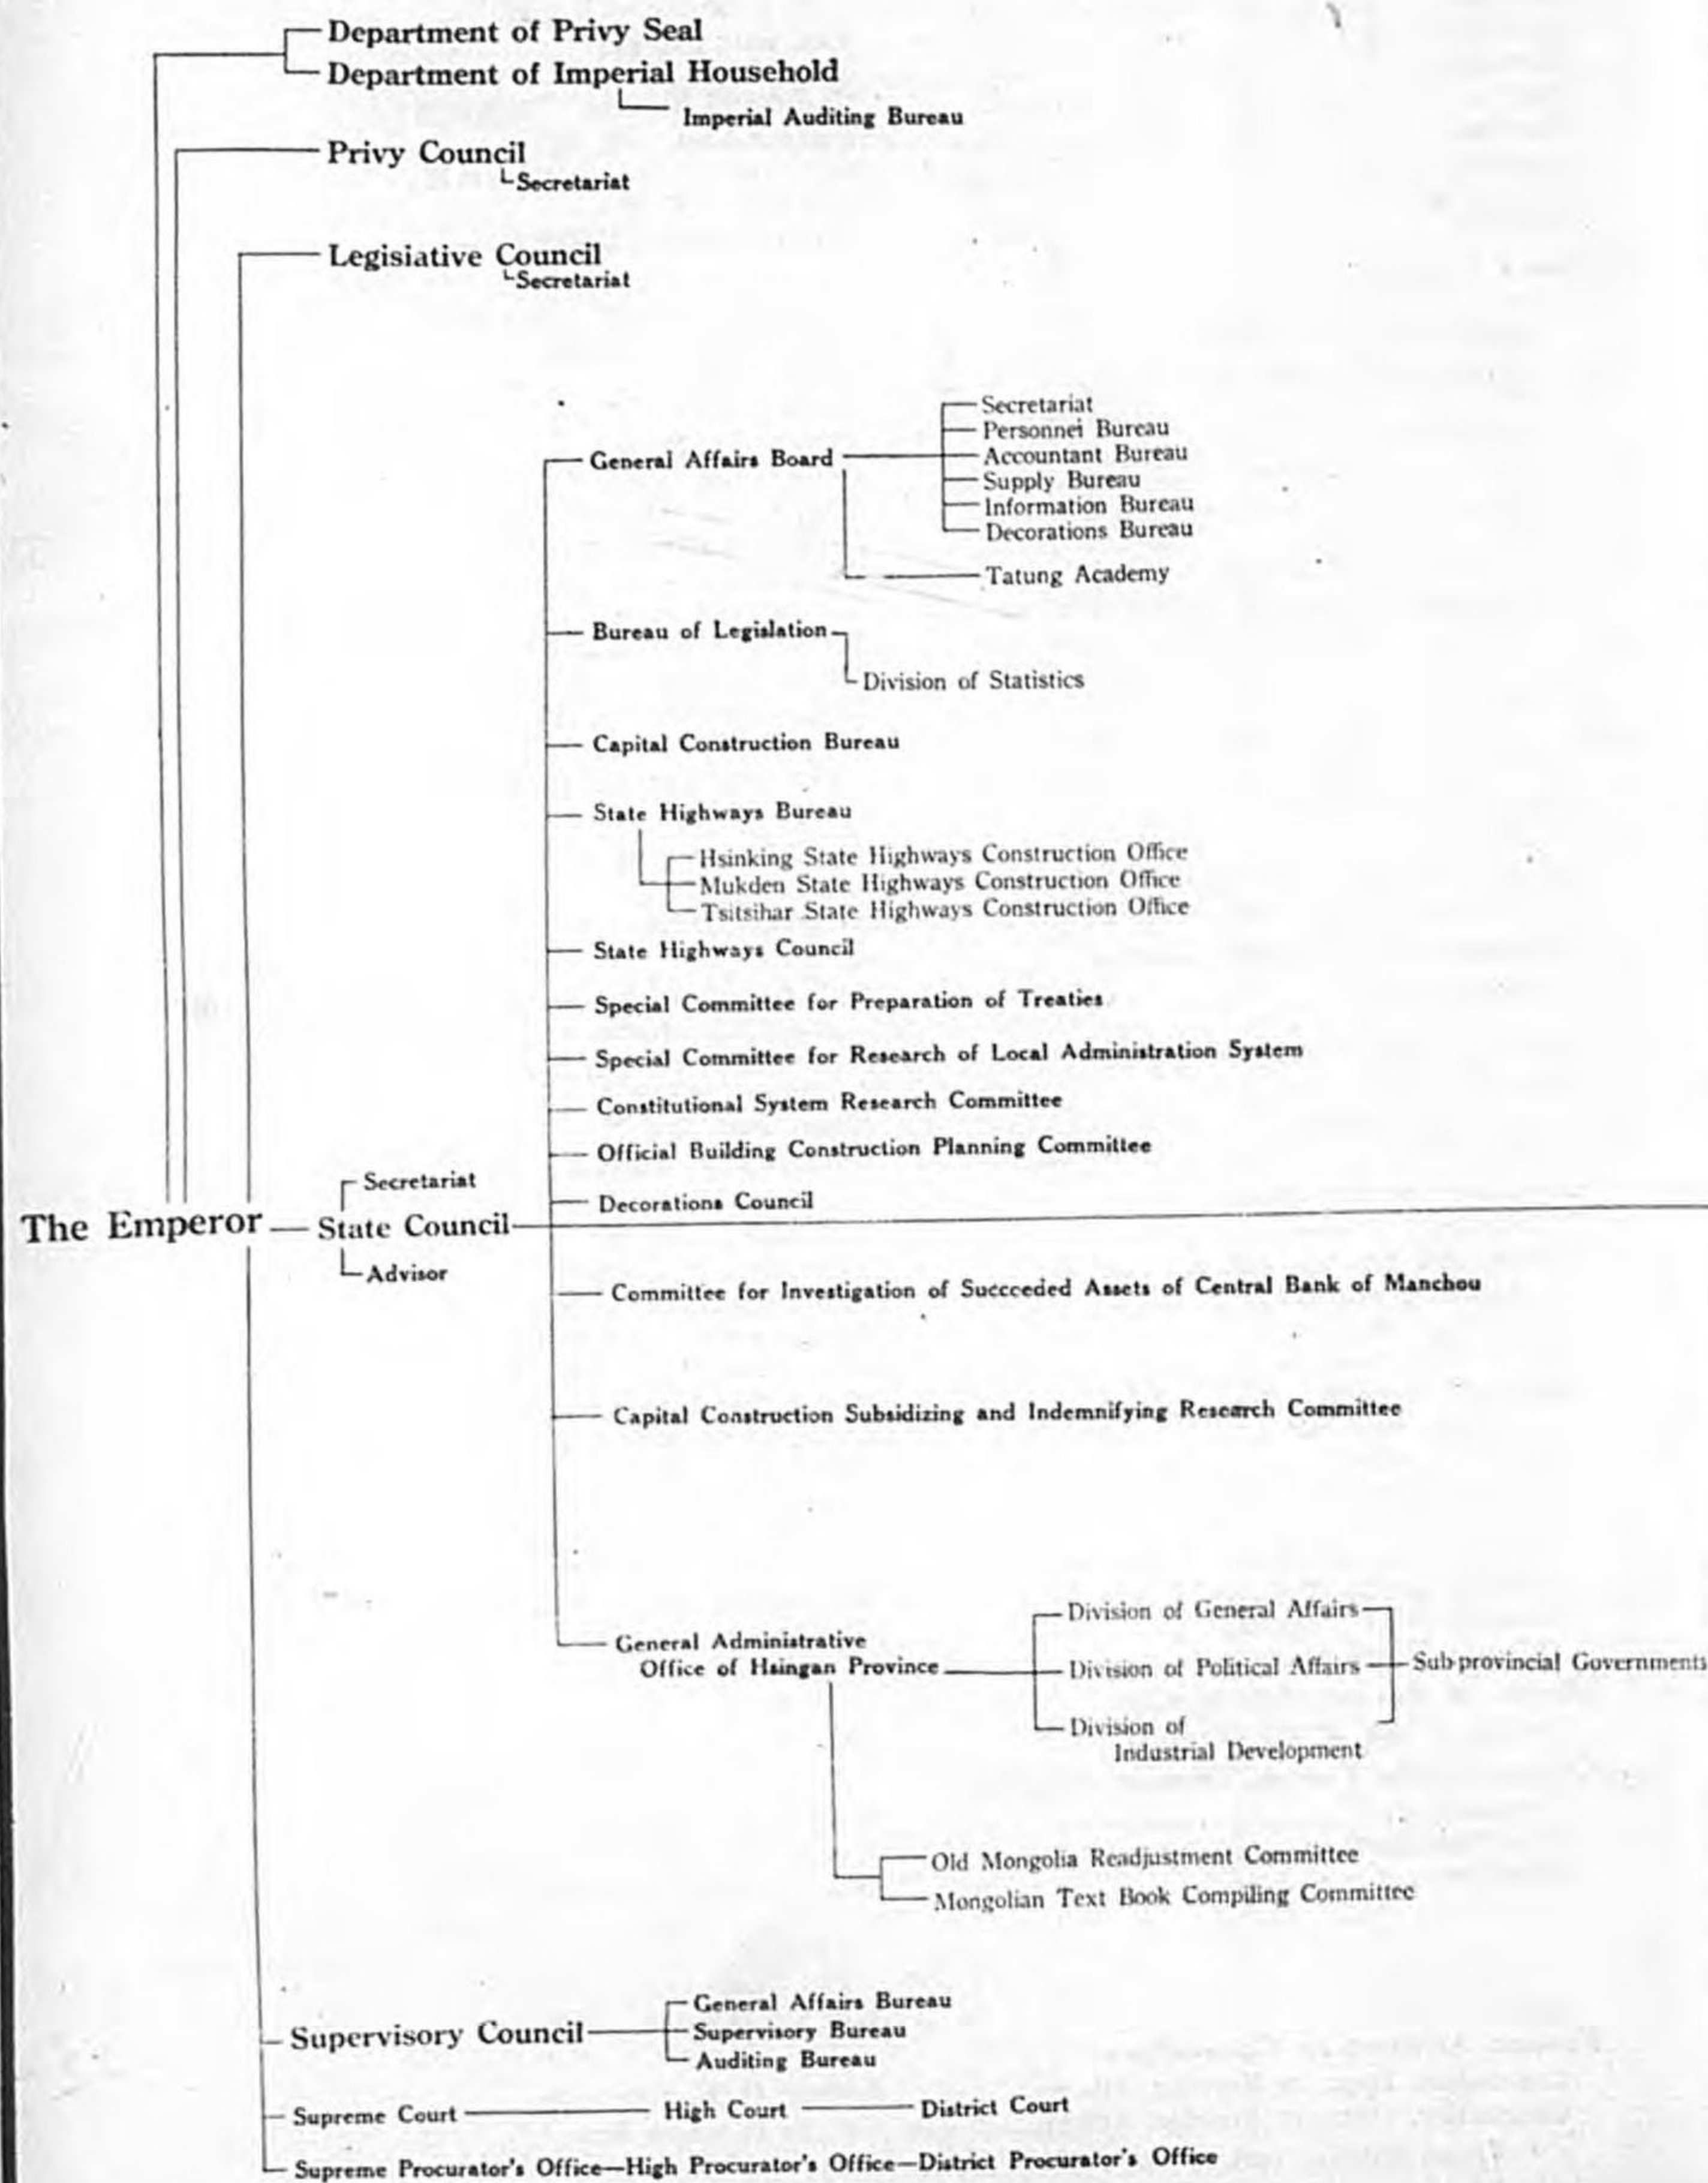 Department of Privy Seal
Department of Imperial Household
Imperial Auditing Bureau
Privy Council
Secretariat
Legisiative Council
Secretariat
Secretariat
Personnei Bureau
General Affairs Board
Accountant Bureau
Supply Bureau
Information Bureau
Decorations Bureau
Tatung Academy
Bureau of Legislation
Division of Statistics
Capital Construction Bureau
State Highways Bureau
Hsinking State Highways Construction Office
Mukden State Highways Construction Office
Tsitsihar State Highways Construction Office
State Highways Council
Special Committee for Preparation of Treaties
Special Committee for Research of Local Administration System
Constitutional System Research Committee
Official Building Construction Planning Committee
Secretariat
Decorations Council
The Emperor State Council
Advisor
Committee for Investigation of Succceded Assets of Central Bank of Manchou
Capital Construction Subsidizing and Indemnifying Research Committee
Division of General Affairs
General Administrative
Office of Hsingan Province
Division of Political Affairs
Sub-provincial Governments
Division of
Industrial Development
Old Mongolia Readjustment Committee
Mongolian Text Book Compiling Committee
General Affairs Bureau
Supervisory Council
Supervisory Bureau
Auditing Bureau
Supreme Court High Court District Court
Supreme Procurator's Office—High Procurator's Office—District Procurator's Office